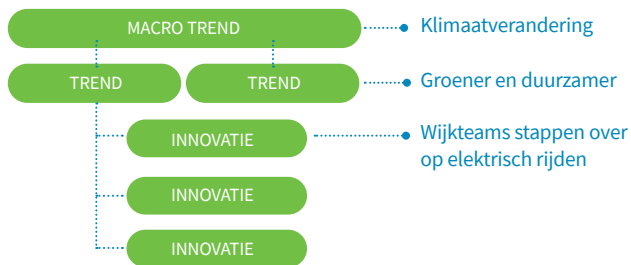 MACRO TREND
Klimaatverandering
TREND
TREND
Groener en duurzamer
INNOVATIE
Wijkteams stappen over
op elektrisch rijden
INNOVATIE
INNOVATIE